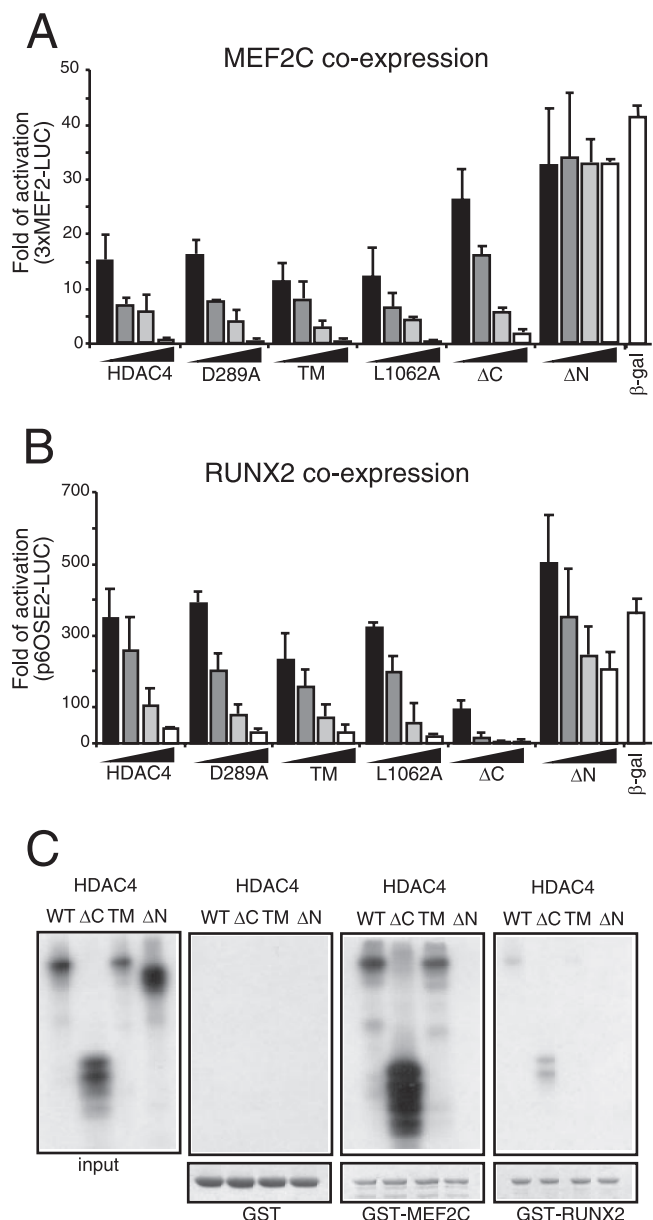 A
MEF2C co-expression
Fold of activation
(3xMEF2-LUC)
50
40
30
20
10
0
HDAC4 D289A TM L1062A ΔC ΔN β-gal
B
RUNX2 co-expression
Fold of activation
(p6OSE2-LUC)
700
500
300
100
0
HDAC4 D289A TM L1062A ΔC ΔN β-gal
C
HDAC4 HDAC4 HDAC4 HDAC4
WT ΔC TM ΔN WT ΔC TM ΔN WT ΔC TM ΔN WT ΔC TM ΔN
input
GST GST-MEF2C GST-RUNX2